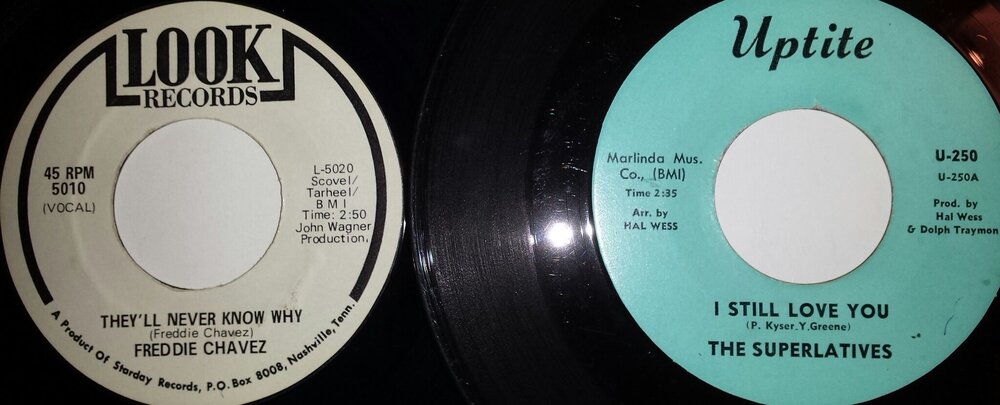 LOOK
RECORDS
45 RPM
5010
(VOCAL)
L-5020
Scovel/
Tarheel/
B M I
Time: 2:50
John Wagner
Production.
THEY'LL NEVER KNOW WHY
(Freddie Chavez)
FREDDIE CHAVEZ
A Product Of Starday Records, P.O. Box 8008, Nashville, Tenn.
Uptite
Marlinda Mus.
Co., (BMI)
Time 2:35
Arr. by
HAL WESS
U-250
U-250A
Prod. by
Hal Wess
& Dolph Traymon
I STILL LOVE YOU
(P. Kyser-Y.Greene)
THE SUPERLATIVES